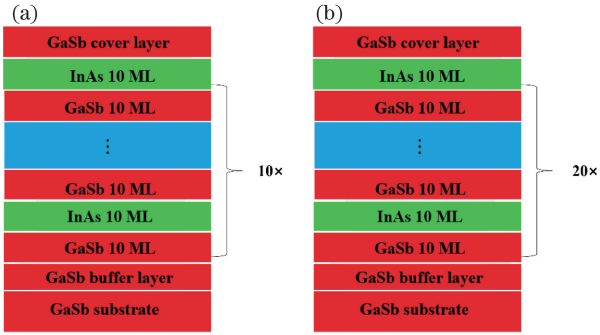 (a)
GaSb cover layer
InAs 10 ML
GaSb 10 ML
⋮
GaSb 10 ML
InAs 10 ML
GaSb 10 ML
GaSb buffer layer
GaSb substrate
10×
(b)
GaSb cover layer
InAs 10 ML
GaSb 10 ML
⋮
GaSb 10 ML
InAs 10 ML
GaSb 10 ML
GaSb buffer layer
GaSb substrate
20×